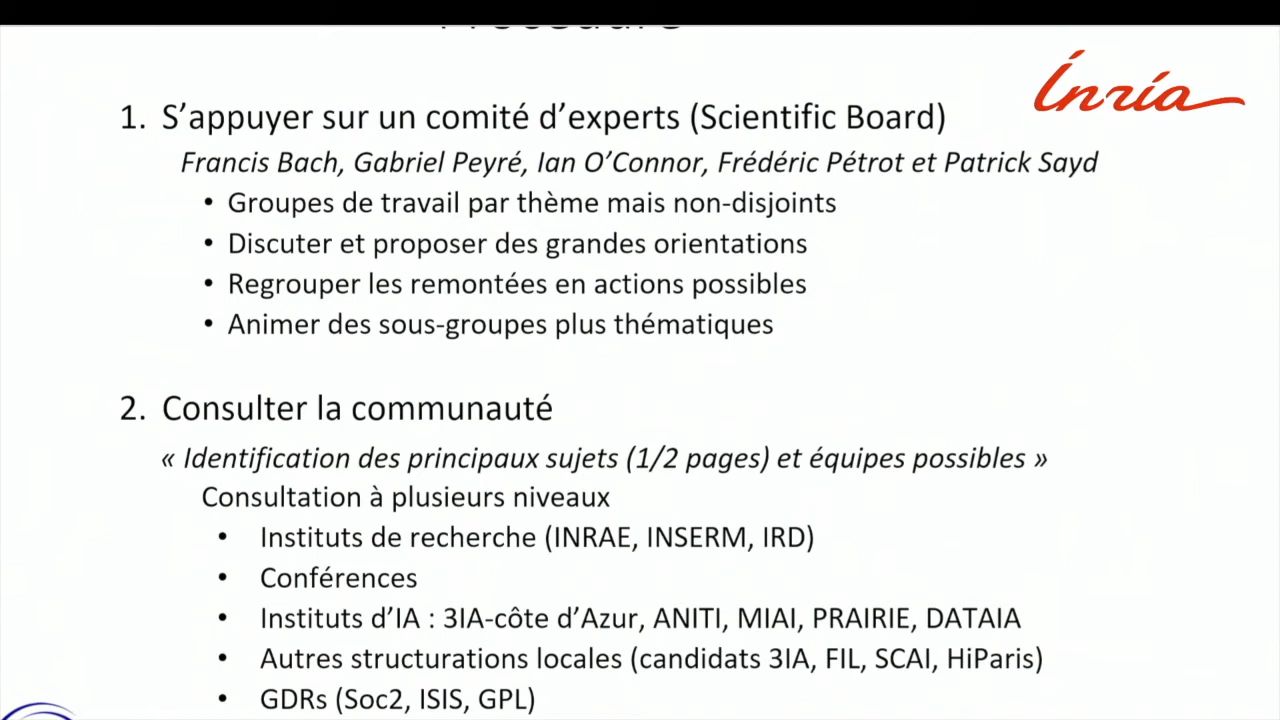 Inria
1. S'appuyer sur un comité d'experts (Scientific Board)
Francis Bach, Gabriel Peyré, Ian O'Connor, Frédéric Pétrot et Patrick Sayd
• Groupes de travail par thème mais non-disjoints
• Discuter et proposer des grandes orientations
• Regrouper les remontées en actions possibles
• Animer des sous-groupes plus thématiques
2. Consulter la communauté
« Identification des principaux sujets (1/2 pages) et équipes possibles »
Consultation à plusieurs niveaux
• Instituts de recherche (INRAE, INSERM, IRD)
• Conférences
• Instituts d'IA : 3IA-côte d'Azur, ANITI, MIAI, PRAIRIE, DATAIA
• Autres structurations locales (candidats 3IA, FIL, SCAI, HiParis)
• GDRs (Soc2, ISIS, GPL)